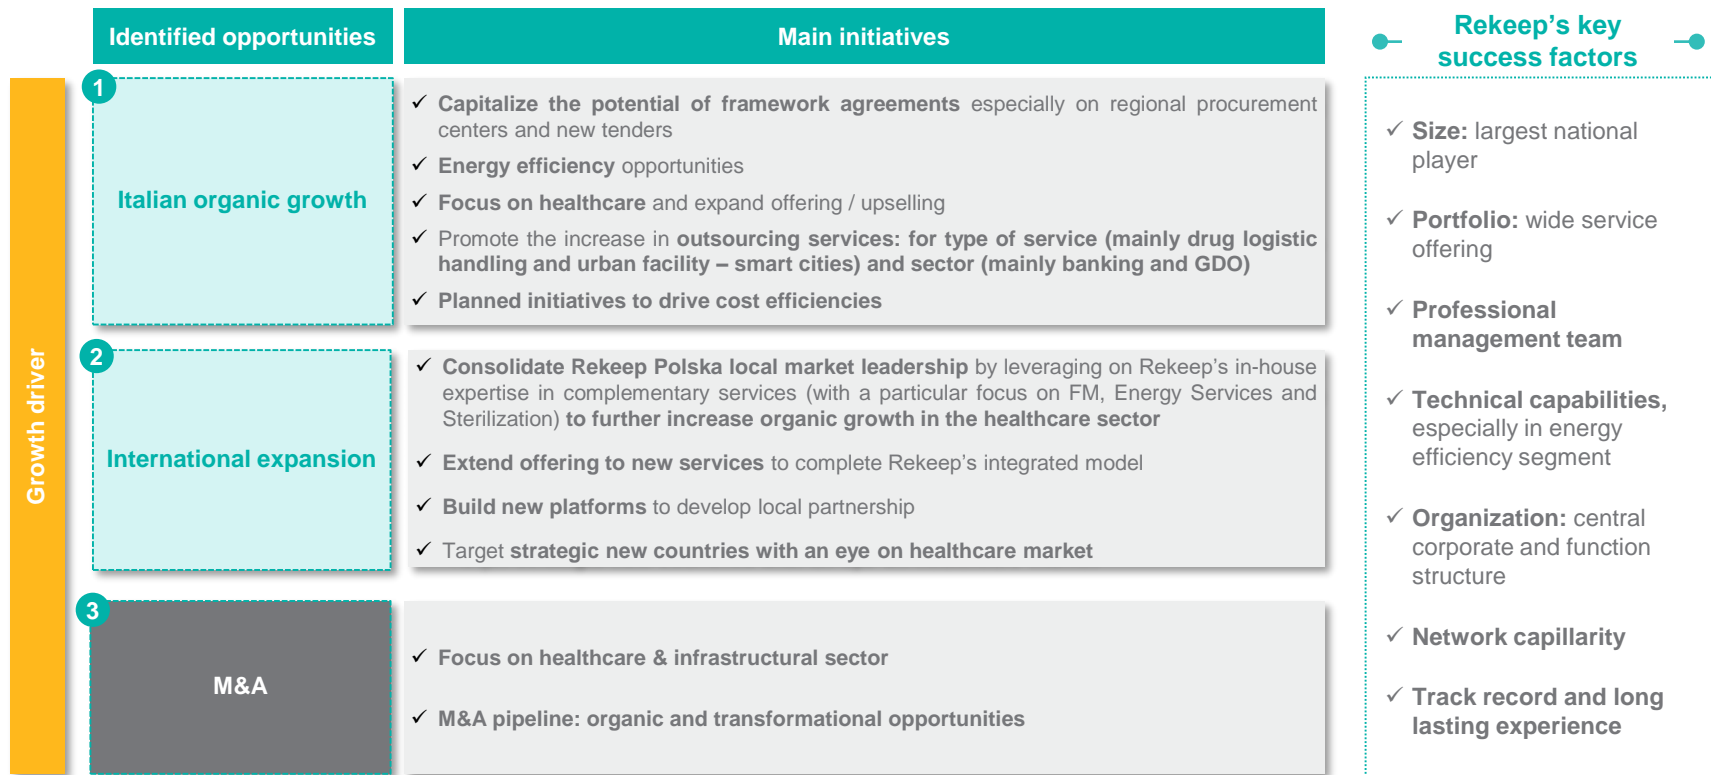 Identified opportunities
Main initiatives
Growth driver
1
Italian organic growth
✓ Capitalize the potential of framework agreements especially on regional procurement
centers and new tenders
✓ Energy efficiency opportunities
✓ Focus on healthcare and expand offering / upselling
✓ Promote the increase in outsourcing services: for type of service (mainly drug logistic
handling and urban facility – smart cities) and sector (mainly banking and GDO)
✓ Planned initiatives to drive cost efficiencies
2
International expansion
✓ Consolidate Rekeep Polska local market leadership by leveraging on Rekeep's in-house
expertise in complementary services (with a particular focus on FM, Energy Services and
Sterilization) to further increase organic growth in the healthcare sector
✓ Extend offering to new services to complete Rekeep's integrated model
✓ Build new platforms to develop local partnership
✓ Target strategic new countries with an eye on healthcare market
3
M&A
✓ Focus on healthcare & infrastructural sector
✓ M&A pipeline: organic and transformational opportunities
Rekeep's key
success factors
✓ Size: largest national
player
✓ Portfolio: wide service
offering
✓ Professional
management team
✓ Technical capabilities,
especially in energy
efficiency segment
✓ Organization: central
corporate and function
structure
✓ Network capillarity
✓ Track record and long
lasting experience